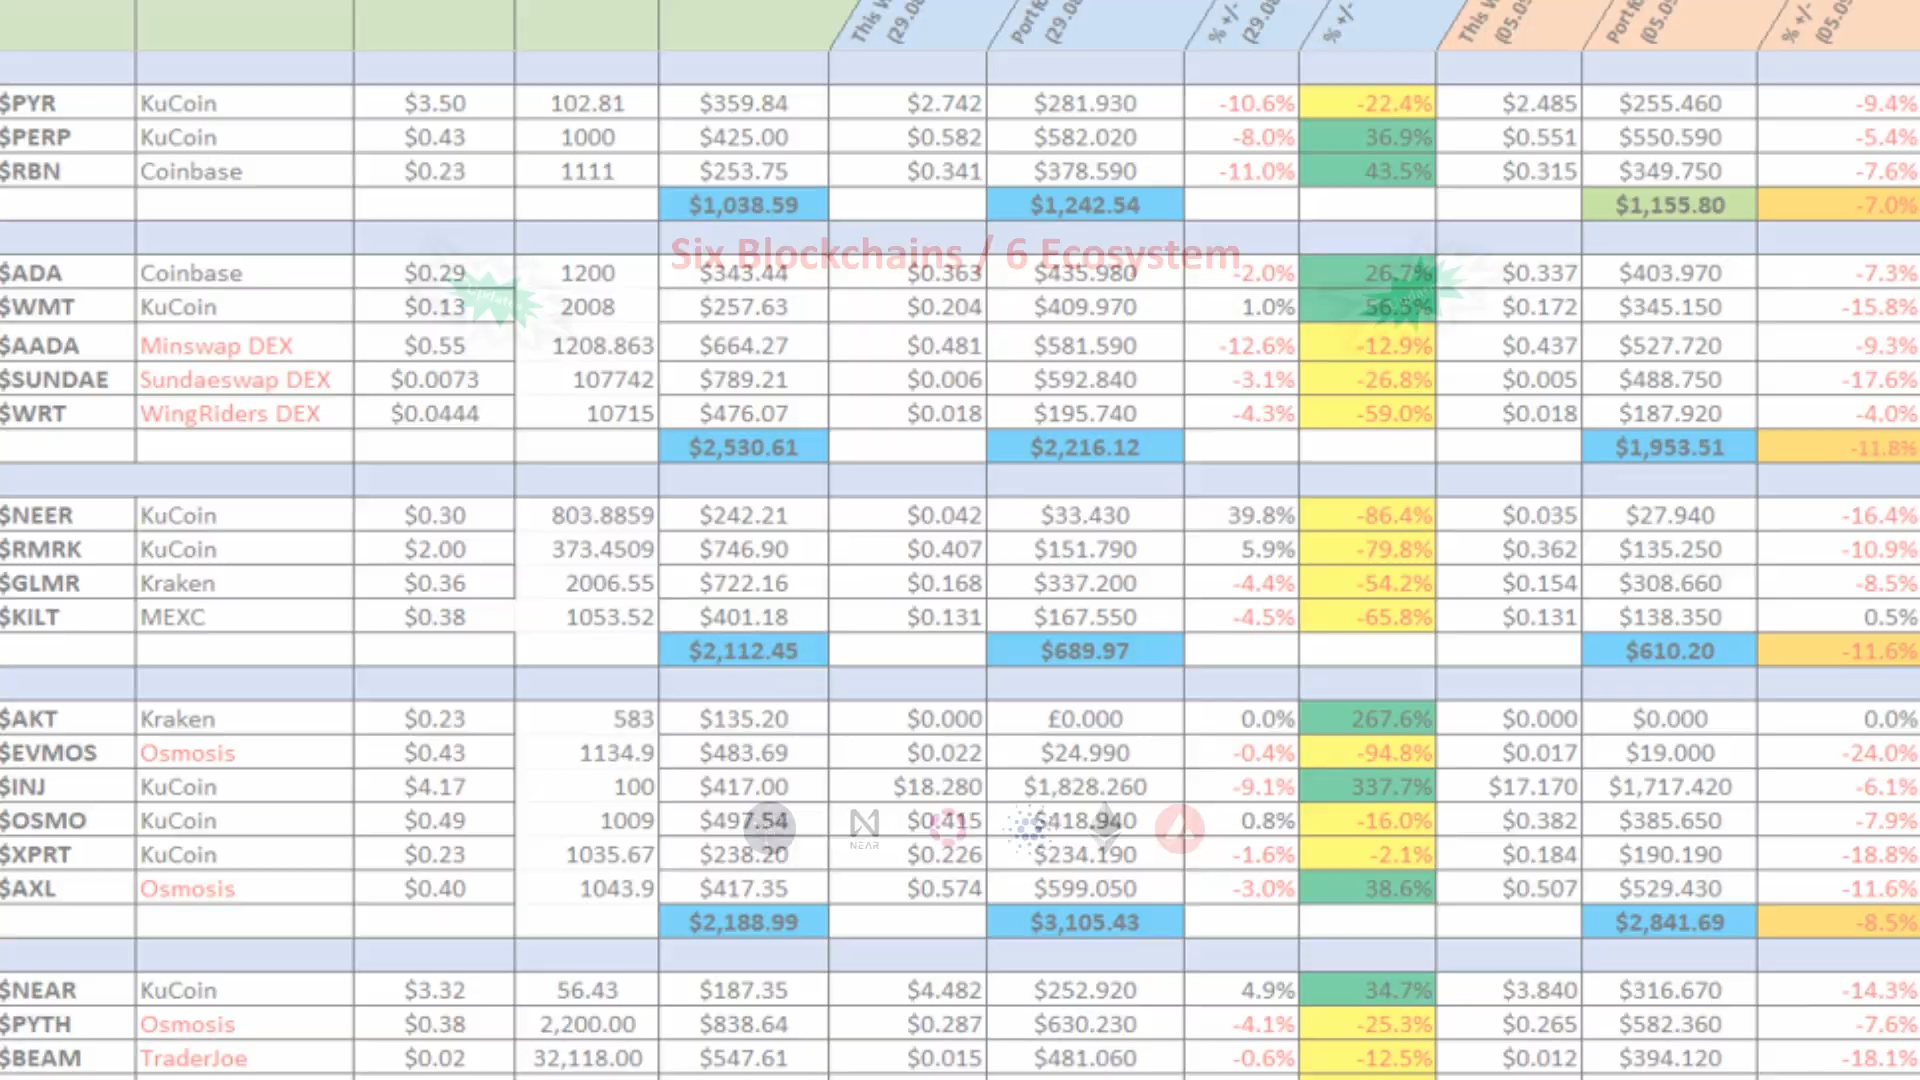 This W (29.08 Portfo (29.08 % +/- (29.08 % +/- This W (05.09 Portfo (05.09 % +/- (05.09
$PYR KuCoin $3.50 102.81 $359.84 $2.742 $281.930 -10.6% -22.4% $2.485 $255.460 -9.4%
$PERP KuCoin $0.43 1000 $425.00 $0.582 $582.020 -8.0% 36.9% $0.551 $550.590 -5.4%
$RBN Coinbase $0.23 1111 $253.75 $0.341 $378.590 -11.0% 43.5% $0.315 $349.750 -7.6%
$1,038.59 $1,242.54 $1,155.80 -7.0%
Six Blockchains / 6 Ecosystem
$ADA Coinbase $0.29 1200 $343.44 $0.363 $435.980 -2.0% 26.7% $0.337 $403.970 -7.3%
$WMT KuCoin $0.13 2008 $257.63 $0.204 $409.970 1.0% 56.5% $0.172 $345.150 -15.8%
$AADA Minswap DEX $0.55 1208.863 $664.27 $0.481 $581.590 -12.6% -12.9% $0.437 $527.720 -9.3%
$SUNDAE Sundaeswap DEX $0.0073 107742 $789.21 $0.006 $592.840 -3.1% -26.8% $0.005 $488.750 -17.6%
$WRT WingRiders DEX $0.0444 10715 $476.07 $0.018 $195.740 -4.3% -59.0% $0.018 $187.920 -4.0%
$2,530.61 $2,216.12 $1,953.51 -11.8%
$NEER KuCoin $0.30 803.8859 $242.21 $0.042 $33.430 39.8% -86.4% $0.035 $27.940 -16.4%
$RMRK KuCoin $2.00 373.4509 $746.90 $0.407 $151.790 5.9% -79.8% $0.362 $135.250 -10.9%
$GLMR Kraken $0.36 2006.55 $722.16 $0.168 $337.200 -4.4% -54.2% $0.154 $308.660 -8.5%
$KILT MEXC $0.38 1053.52 $401.18 $0.131 $167.550 -4.5% -65.8% $0.131 $138.350 0.5%
$2,112.45 $689.97 $610.20 -11.6%
$AKT Kraken $0.23 583 $135.20 $0.000 £0.000 0.0% 267.6% $0.000 $0.000 0.0%
$EVMOS Osmosis $0.43 1134.9 $483.69 $0.022 $24.990 -0.4% -94.8% $0.017 $19.000 -24.0%
$INJ KuCoin $4.17 100 $417.00 $18.280 $1,828.260 -9.1% 337.7% $17.170 $1,717.420 -6.1%
$OSMO KuCoin $0.49 1009 $497.54 $0.415 $418.940 0.8% -16.0% $0.382 $385.650 -7.9%
NEAR
$XPRT KuCoin $0.23 1035.67 $238.20 $0.226 $234.190 -1.6% -2.1% $0.184 $190.190 -18.8%
$AXL Osmosis $0.40 1043.9 $417.35 $0.574 $599.050 -3.0% 38.6% $0.507 $529.430 -11.6%
$2,188.99 $3,105.43 $2,841.69 -8.5%
$NEAR KuCoin $3.32 56.43 $187.35 $4.482 $252.920 4.9% 34.7% $3.840 $316.670 -14.3%
$PYTH Osmosis $0.38 2,200.00 $838.64 $0.287 $630.230 -4.1% -25.3% $0.265 $582.360 -7.6%
$BEAM TraderJoe $0.02 32,118.00 $547.61 $0.015 $481.060 -0.6% -12.5% $0.012 $394.120 -18.1%